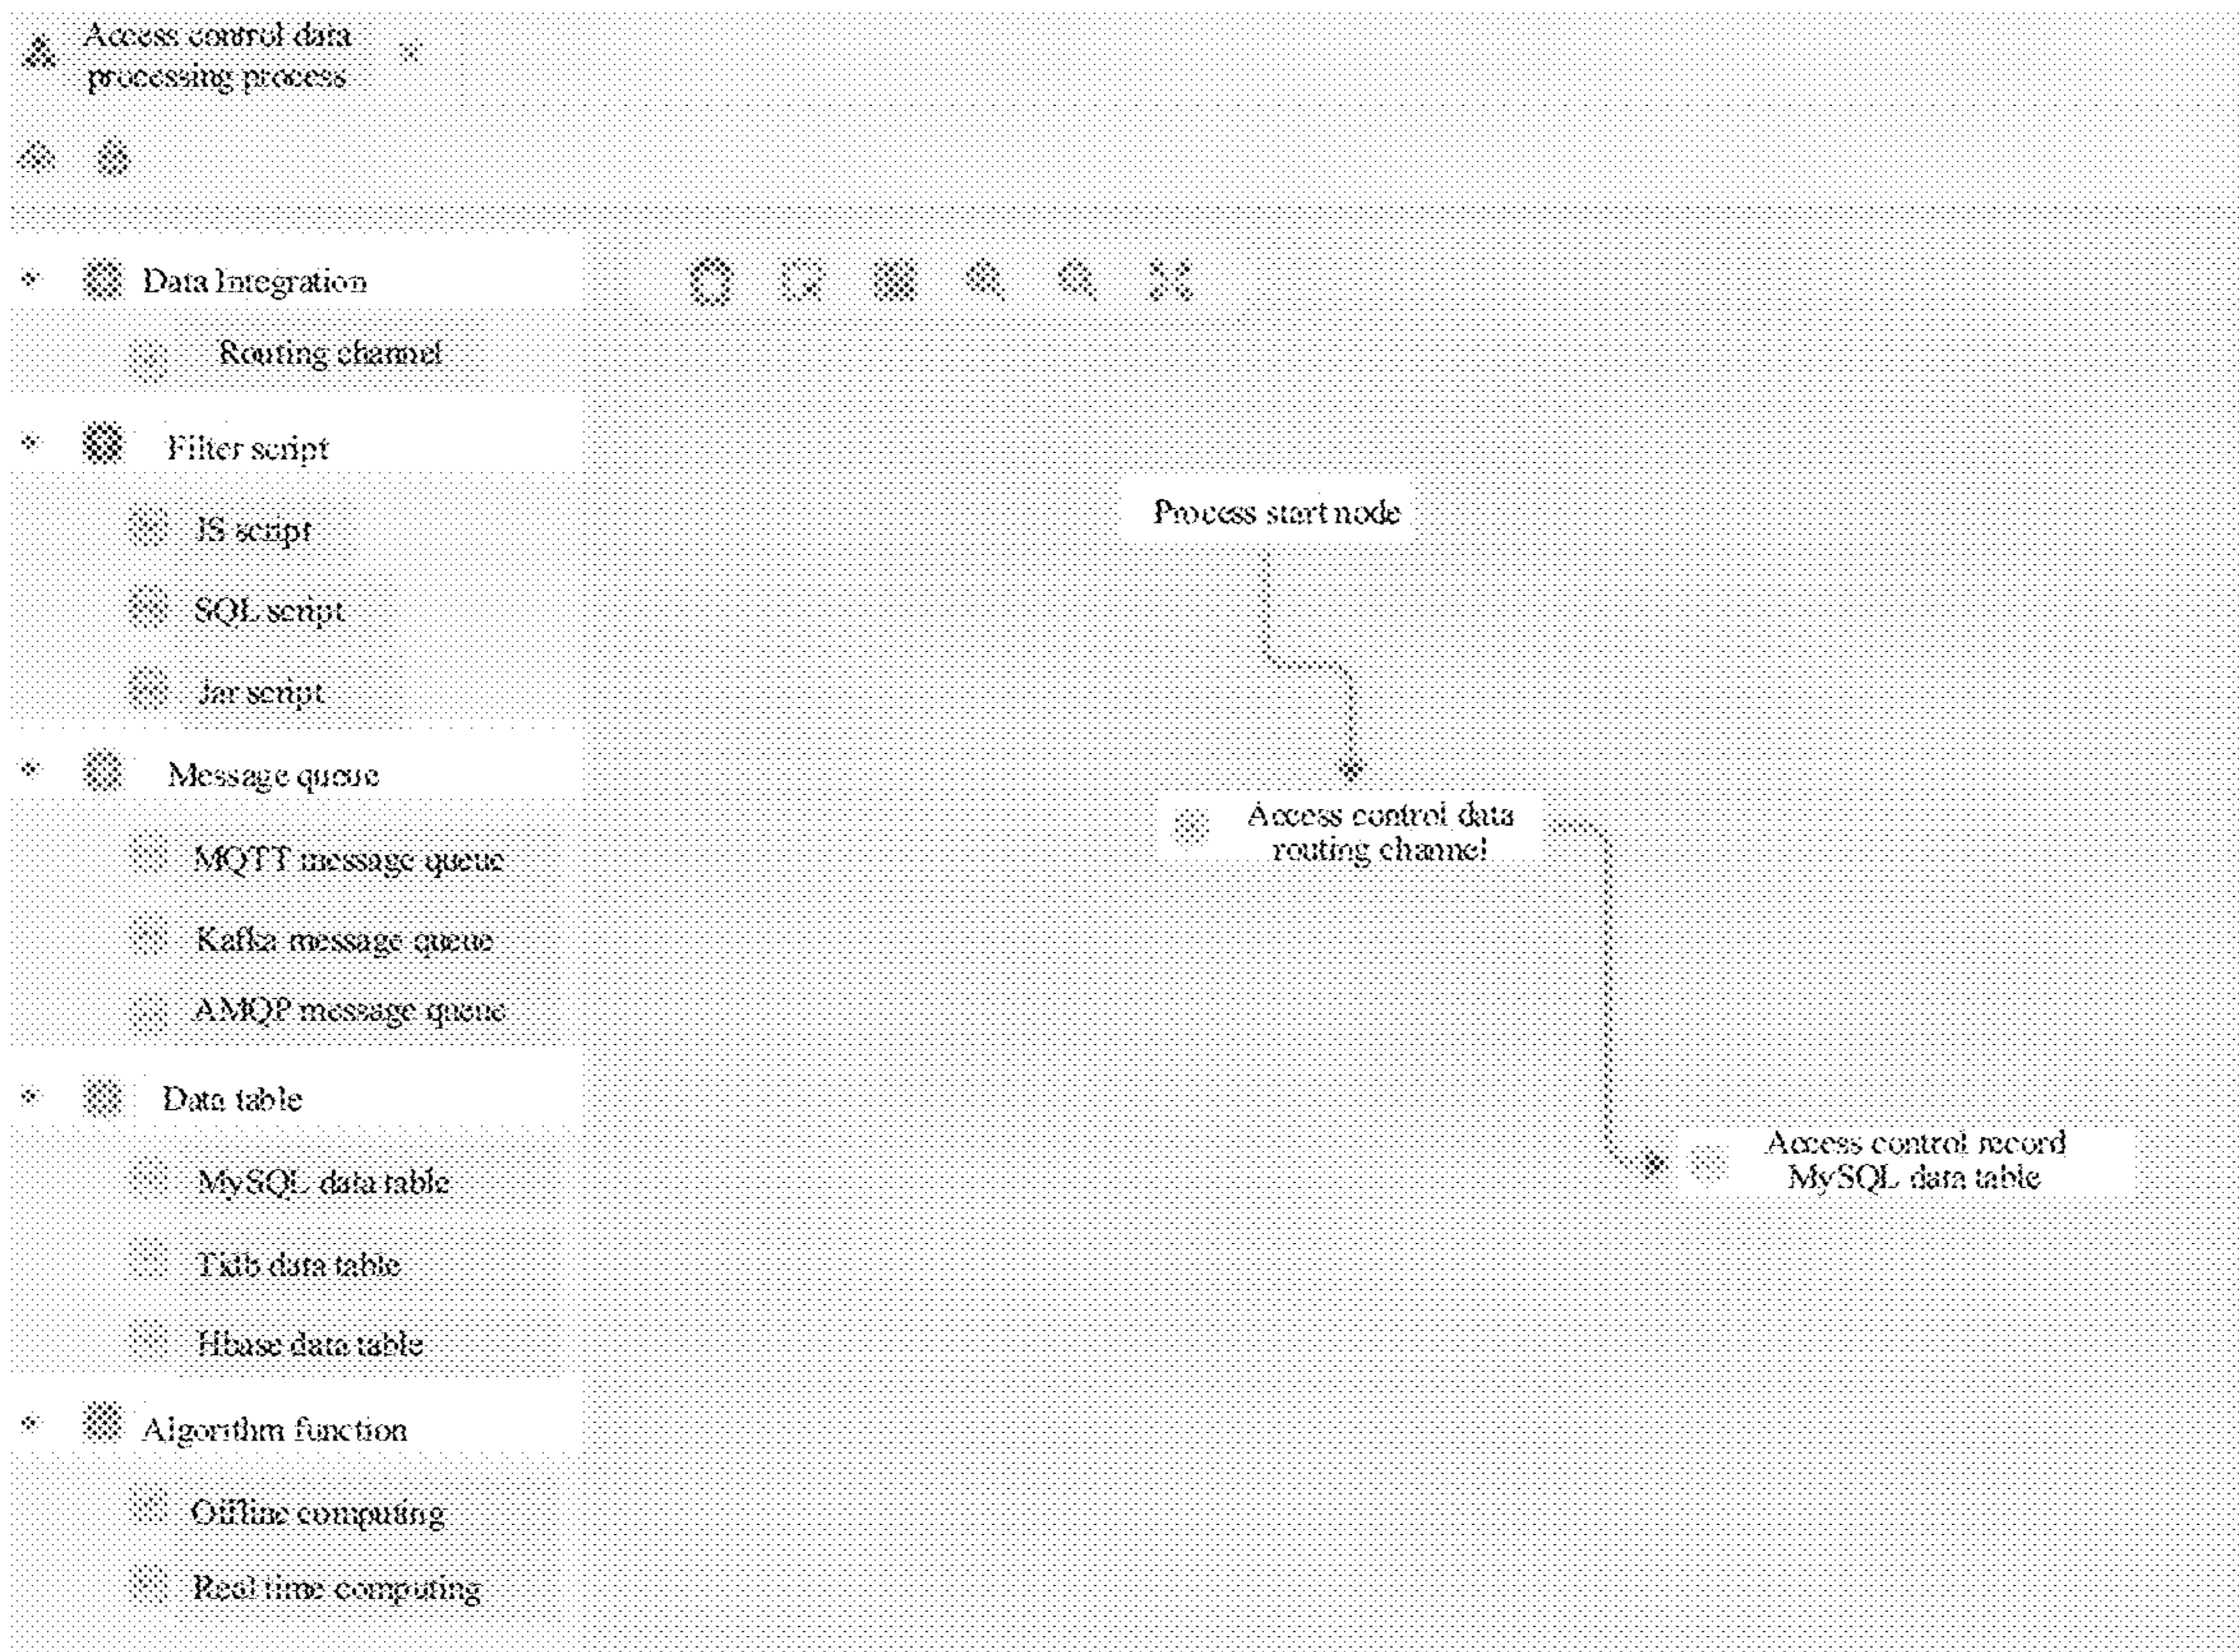 Access control data
processing process
Data Integration
Routing channel
Filter script
JS script
SQL script
Jar script
Message queue
MQTT message queue
Kafka message queue
AMQP message queue
Data table
MySQL data table
Tidb data table
Hbase data table
Algorithm function
Offline computing
Real time computing
Process start node
Access control data
routing channel
Access control record
MySQL data table